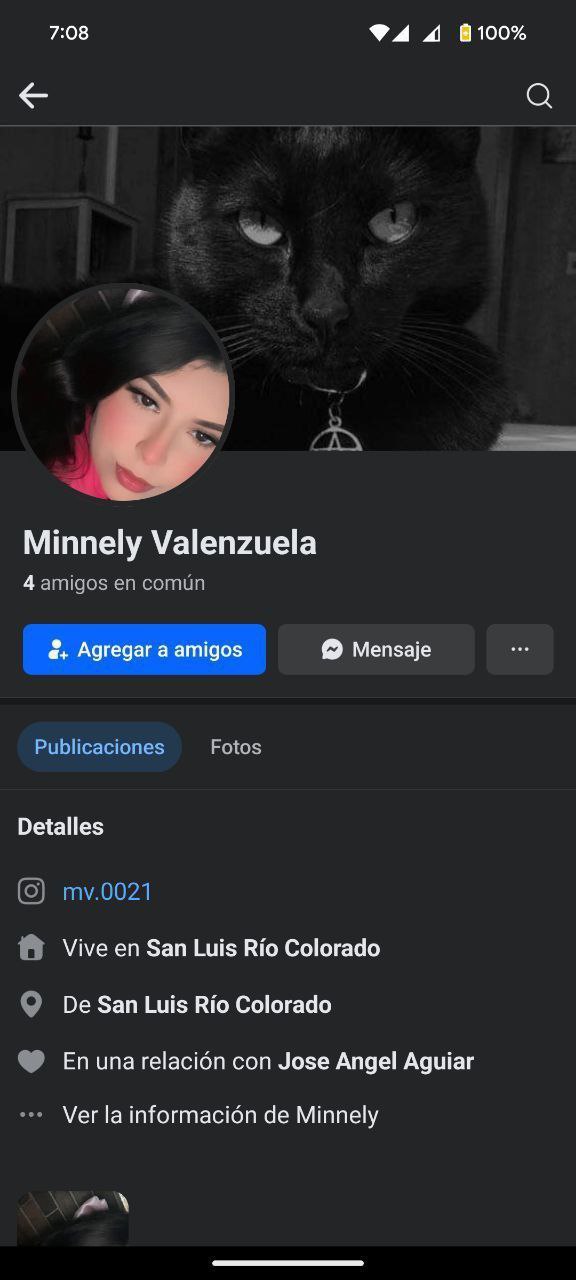 7:08
100%
Minnely Valenzuela
4 amigos en común
Agregar a amigos
Mensaje
Publicaciones
Fotos
Detalles
mv.0021
Vive en San Luis Río Colorado
De San Luis Río Colorado
En una relación con Jose Angel Aguiar
Ver la información de Minnely